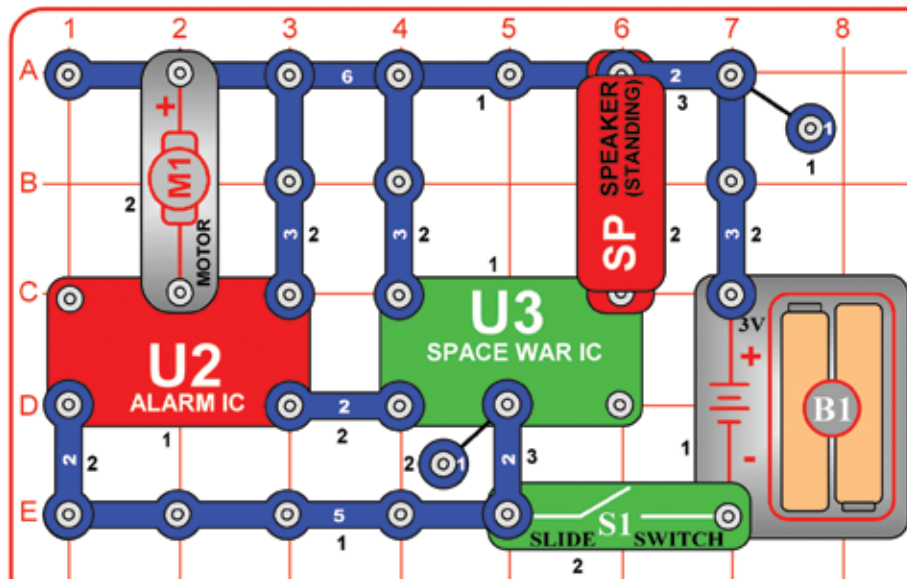 1 2 3 4 5 6 7 8
A 6 1 2 3 1 1
B
C
D
E
+ M1 MOTOR 2
3 2
3 2
1
SP SPEAKER (STANDING) 2
3 2
U2
ALARM IC
1
U3
SPACE WAR IC
2
2
2 2
2 1
2 3
5
1
S1
SLIDE SWITCH
2
3V
+
-
B1
1